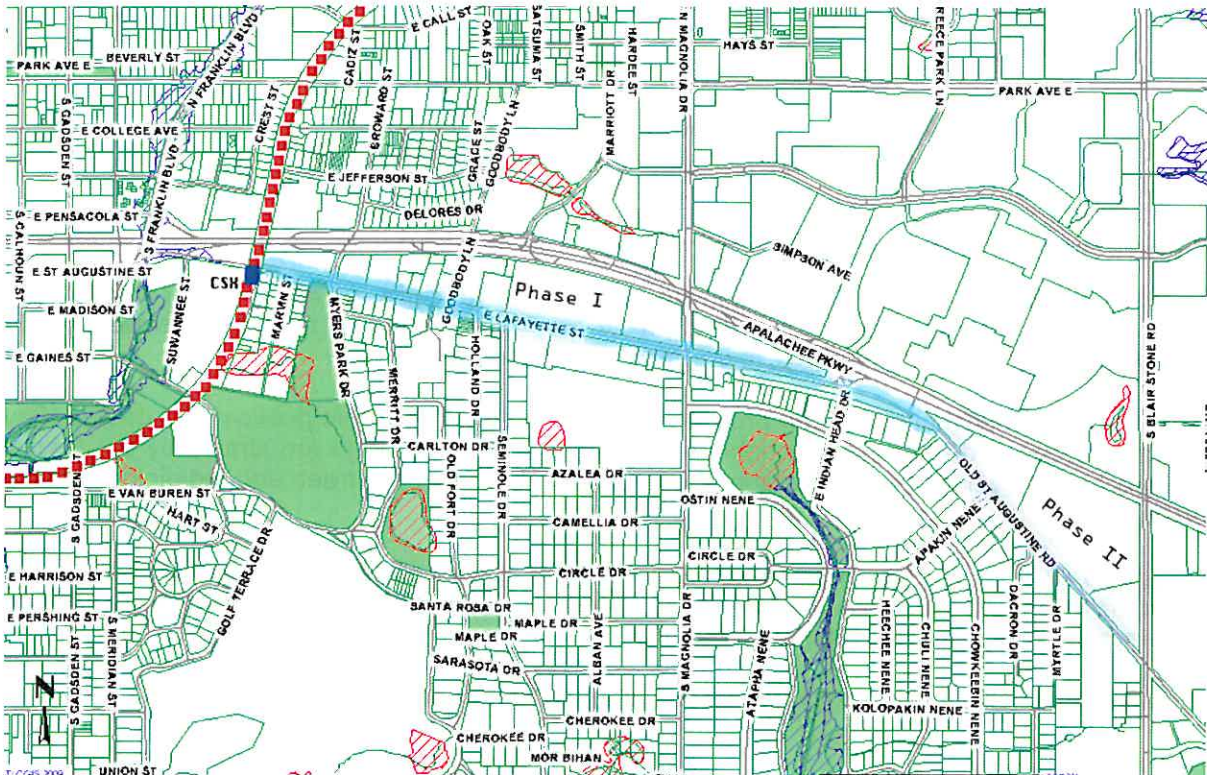 E CALL ST
OAK ST
SATSUMA ST
SMITH ST
HARDEE ST
N MAGNOLIA DR
HAYS ST
REECE PARK LN
PARK AVE E
BEVERLY ST
N FRANKLIN BLVD
CADIZ ST
PARK AVE E
S GADSDEN ST
E COLLEGE AVE
CREST ST
BROWARD ST
GRACE ST
GOODBODY LN
MARRIOTT DR
E JEFFERSON ST
DELORES DR
S CALHOUN ST
E PENSACOLA ST
S FRANKLIN BLVD
SIMPSON AVE
E ST AUGUSTINE ST
CSX
MARVIN ST
GOODBODY LN
Phase I
E MADISON ST
SUWANNEE ST
MYERS PARK DR
E LAFAYETTE ST
APALACHEE PKWY
S BLAIR STONE RD
E GAINES ST
MERRITT DR
HOLLAND DR
SEMINOLE DR
E INDIAN HEAD DR
CARLTON DR
OLD FORT DR
AZALEA DR
OLD ST AUGUSTINE RD
S GADSDEN ST
E VAN BUREN ST
HART ST
OSTIN NENE
CAMELLIA DR
APAKIN NENE
Phase II
GOLF TERRACE DR
CIRCLE DR
CIRCLE DR
E HARRISON ST
SANTA ROSA DR
E PERSHING ST
MAPLE DR
MAPLE DR
ALBAN AVE
S MAGNOLIA DR
HEECHEE NENE
CHULI NENE
CHOWKEEBIN NENE
DACRON DR
MYRTLE DR
S GADSDEN ST
S MERIDIAN ST
SARASOTA DR
ATAPHA NENE
KOLOPAKIN NENE
N
CHEROKEE DR
CHEROKEE DR
MOR BIHAN
UNION ST